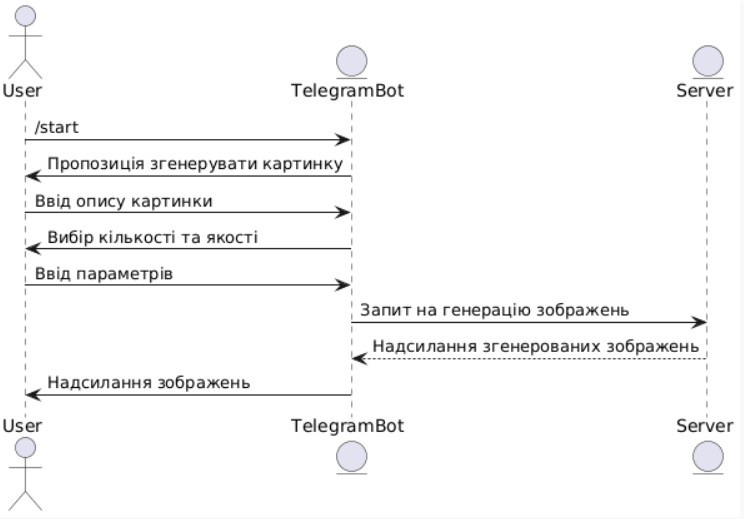 User
TelegramBot
Server
/start
Пропозиція згенерувати картинку
Ввід опису картинки
Вибір кількості та якості
Ввід параметрів
Запит на генерацію зображень
Надсилання згенерованих зображень
Надсилання зображень
User
TelegramBot
Server